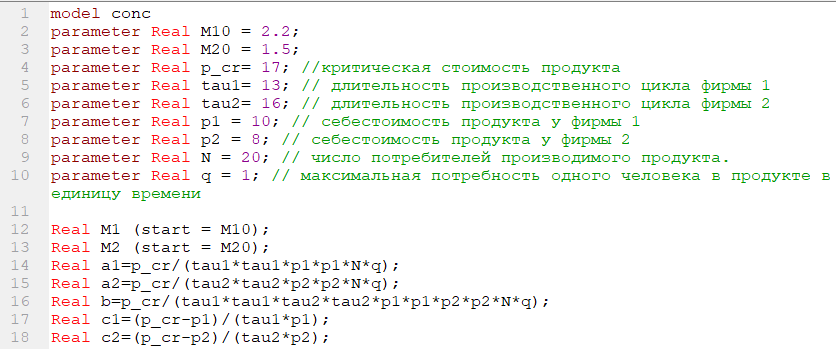 1 model conc
2 parameter Real M10 = 2.2;
3 parameter Real M20 = 1.5;
4 parameter Real p_cr= 17; //критическая стоимость продукта
5 parameter Real tau1= 13; // длительность производственного цикла фирмы 1
6 parameter Real tau2= 16; // длительность производственного цикла фирмы 2
7 parameter Real p1 = 10; // себестоимость продукта у фирмы 1
8 parameter Real p2 = 8; // себестоимость продукта у фирмы 2
9 parameter Real N = 20; // число потребителей производимого продукта.
10 parameter Real q = 1; // максимальная потребность одного человека в продукте в
единицу времени
11
12 Real M1 (start = M10);
13 Real M2 (start = M20);
14 Real a1=p_cr/(tau1*tau1*p1*p1*N*q);
15 Real a2=p_cr/(tau2*tau2*p2*p2*N*q);
16 Real b=p_cr/(tau1*tau1*tau2*tau2*p1*p1*p2*p2*N*q);
17 Real c1=(p_cr-p1)/(tau1*p1);
18 Real c2=(p_cr-p2)/(tau2*p2);